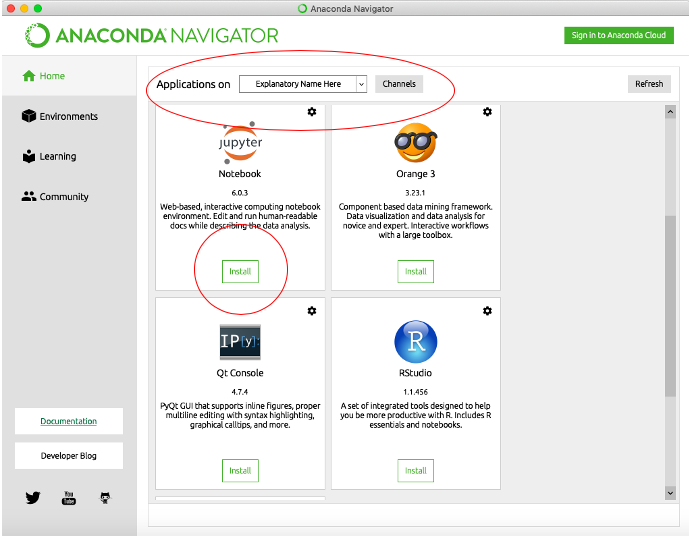 Anaconda Navigator
ANACONDA NAVIGATOR
Sign in to Anaconda Cloud
Home
Environments
Learning
Community
Documentation
Developer Blog
You
Tube
Applications on
Explanatory Name Here
Channels
Refresh
jupyter
Notebook
6.0.3
Web-based, interactive computing notebook
environment. Edit and run human-readable
docs while describing the data analysis.
Install
Orange 3
3.23.1
Component based data mining framework.
Data visualization and data analysis for
novice and expert. Interactive workflows
with a large toolbox.
Install
IP[y]:
Qt Console
4.7.4
PyQt GUI that supports inline figures, proper
multiline editing with syntax highlighting,
graphical calltips, and more.
Install
R
RStudio
1.1.456
A set of integrated tools designed to help
you be more productive with R. Includes R
essentials and notebooks.
Install